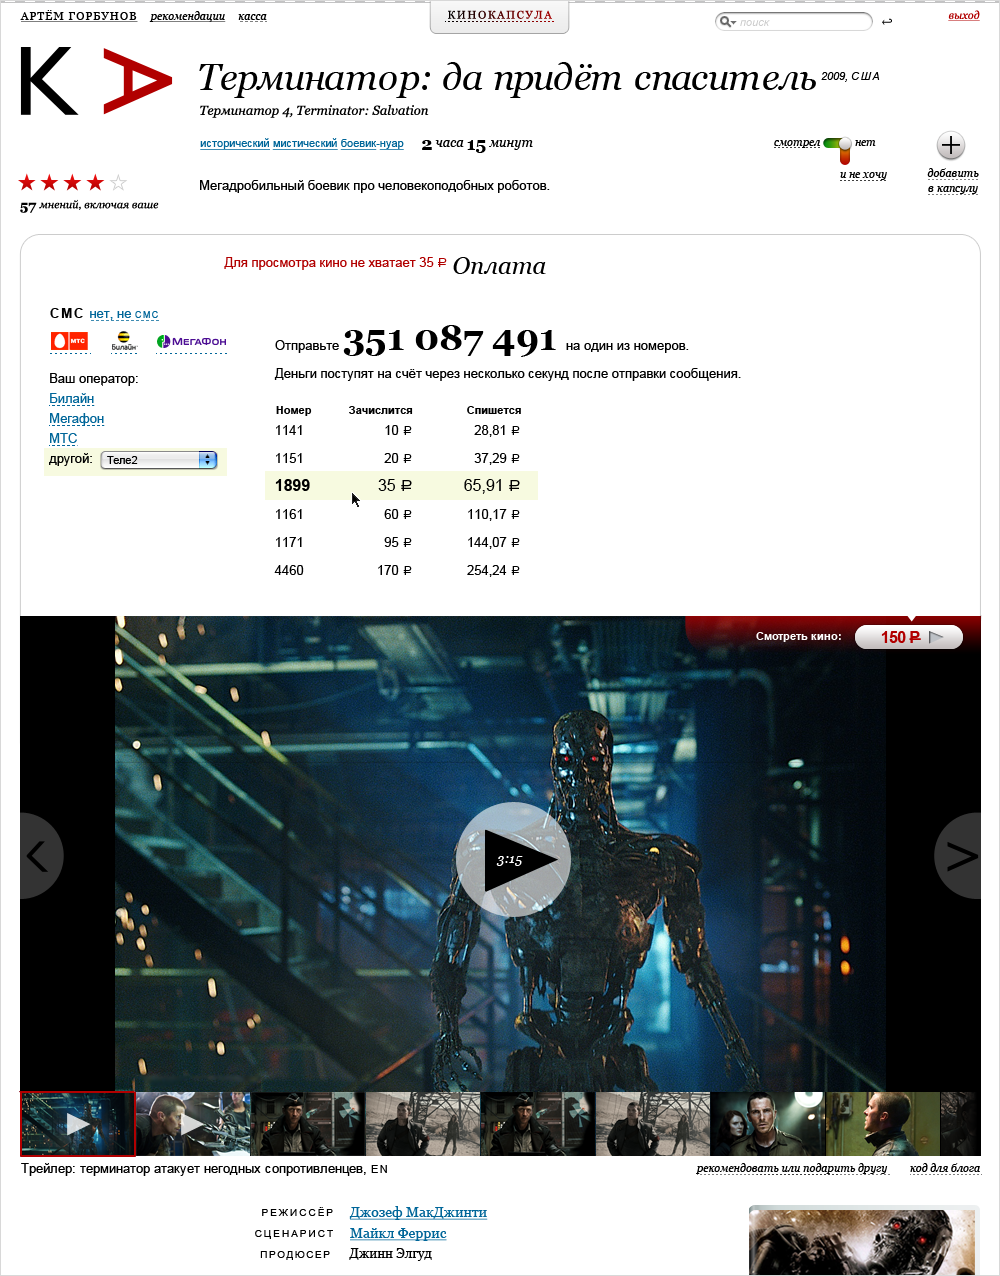 АРТЁМ ГОРБУНОВ рекомендации касса
КИНОКАПСУЛА
поиск
выход
К А
Терминатор: да придёт спаситель 2009, США
Терминатор 4, Terminator: Salvation
исторический мистический боевик-нуар
2 часа 15 минут
смотрел нет
и не хочу
добавить
в капсулу
57 мнений, включая ваше
Мегадробильный боевик про человекоподобных роботов.
Для просмотра кино не хватает 35 ₽ Оплата
СМС нет, не СМС
МТС Билайн МЕГАФОН
Ваш оператор:
Билайн
Мегафон
МТС
другой: Теле2
Отправьте 351 087 491 на один из номеров.
Деньги поступят на счёт через несколько секунд после отправки сообщения.
Номер Зачислится Спишется
1141 10 ₽ 28,81 ₽
1151 20 ₽ 37,29 ₽
1899 35 ₽ 65,91 ₽
1161 60 ₽ 110,17 ₽
1171 95 ₽ 144,07 ₽
4460 170 ₽ 254,24 ₽
Смотреть кино: 150 ₽
3:15
Трейлер: терминатор атакует негодных сопротивленцев, EN
рекомендовать или подарить другу код для блога
РЕЖИССЁР Джозеф МакДжинти
СЦЕНАРИСТ Майкл Феррис
ПРОДЮСЕР Джинн Элгуд